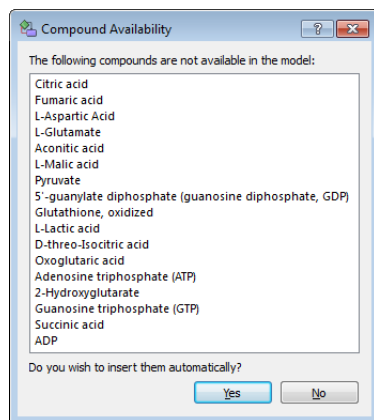 Compound Availability
The following compounds are not available in the model:
Citric acid
Fumaric acid
L-Aspartic Acid
L-Glutamate
Aconitic acid
L-Malic acid
Pyruvate
5'-guanylate diphosphate (guanosine diphosphate, GDP)
Glutathione, oxidized
L-Lactic acid
D-threo-Isocitric acid
Oxoglutaric acid
Adenosine triphosphate (ATP)
2-Hydroxyglutarate
Guanosine triphosphate (GTP)
Succinic acid
ADP
Do you wish to insert them automatically?
Yes No